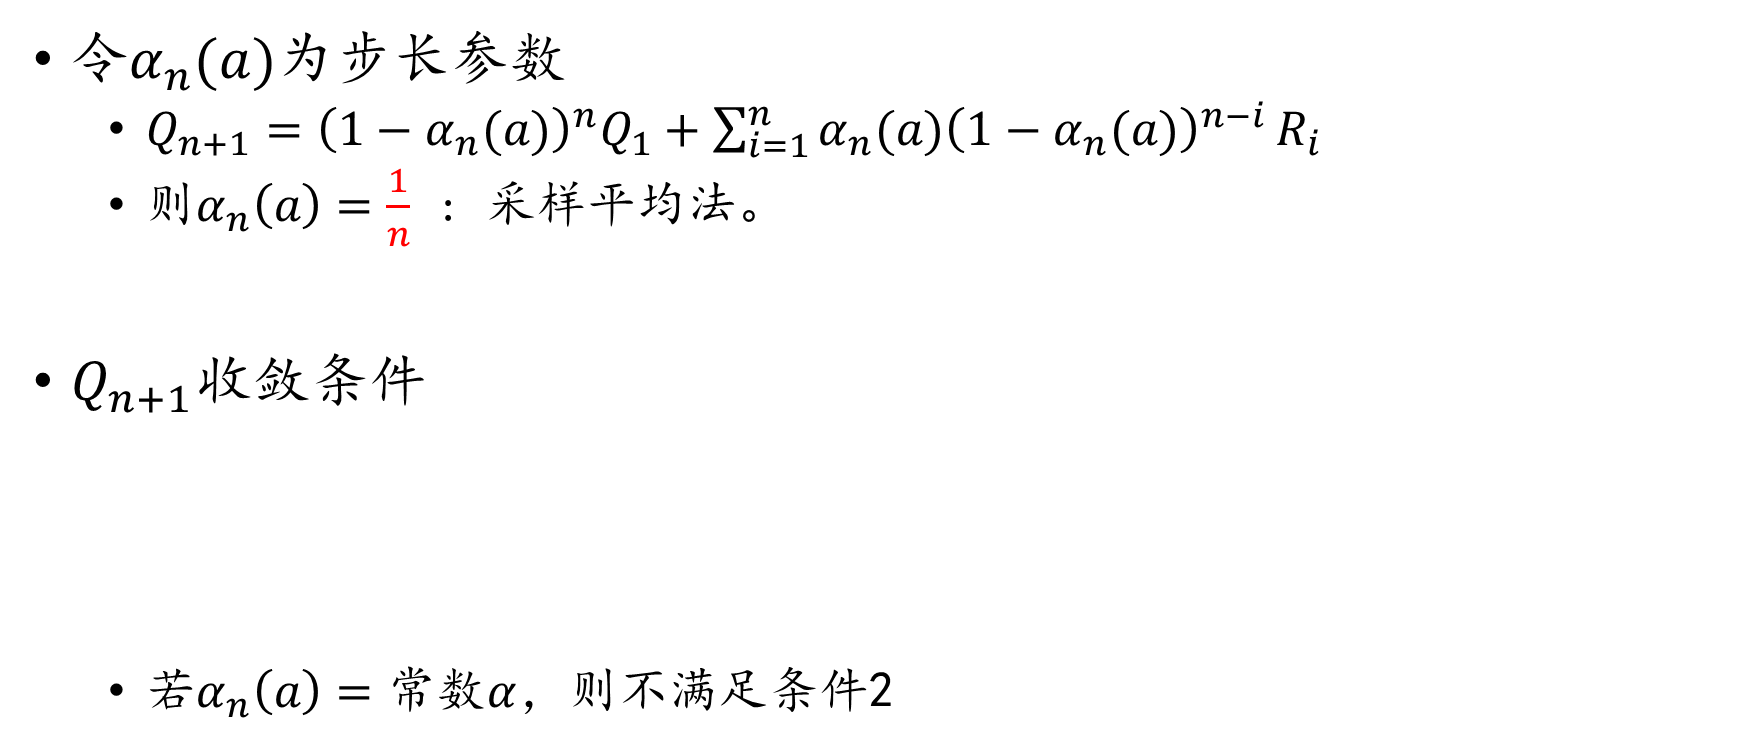 • 令αₙ(a)为步长参数
• Qₙ₊₁ = (1 − αₙ(a))ⁿQ₁ + ∑ⁿᵢ₌₁ αₙ(a)(1 − αₙ(a))ⁿ⁻ⁱ Rᵢ
• 则αₙ(a) = 1/n : 采样平均法。
• Qₙ₊₁收敛条件
• 若αₙ(a) = 常数α，则不满足条件2